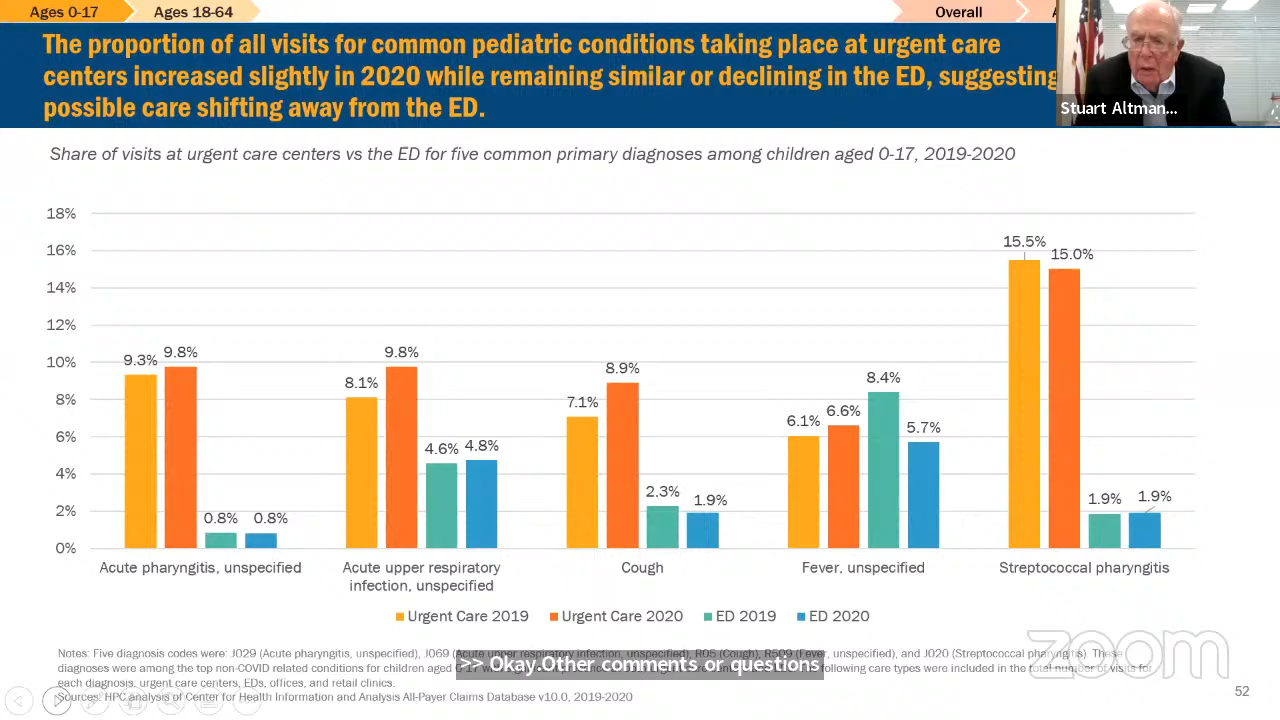 Ages 0-17
Ages 18-64
Overall
The proportion of all visits for common pediatric conditions taking place at urgent care
centers increased slightly in 2020 while remaining similar or declining in the ED, suggesting
possible care shifting away from the ED.
Stuart Altman...
Share of visits at urgent care centers vs the ED for five common primary diagnoses among children aged 0-17, 2019-2020
18%
16%
14%
12%
10%
8%
6%
4%
2%
0%
9.3% 9.8% 0.8% 0.8%
8.1% 9.8% 4.6% 4.8%
7.1% 8.9% 2.3% 1.9%
6.1% 6.6% 8.4% 5.7%
15.5% 15.0% 1.9% 1.9%
Acute pharyngitis, unspecified
Acute upper respiratory
infection, unspecified
Cough
Fever, unspecified
Streptococcal pharyngitis
Urgent Care 2019 Urgent Care 2020 ED 2019 ED 2020
Notes: Five diagnosis codes were: J029 (Acute pharyngitis, unspecified), J069 (Acute upper respiratory infection, unspecified), R05 (Cough), R509 (Fever, unspecified), and J020 (Streptococcal pharyngitis). These
diagnoses were among the top non-COVID related conditions for children aged 0-17 following care types were included in the total number of visits for
each diagnosis: urgent care centers, EDs, offices, and retail clinics.
Sources: HPC analysis of Center for Health Information and Analysis All-Payer Claims Database v10.0, 2019-2020
>> Okay.Other comments or questions
zoom
52